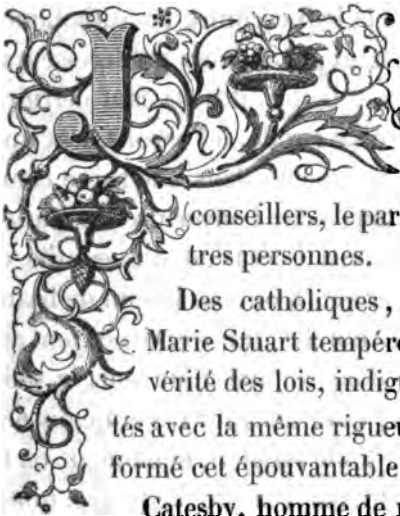 J
conseillers, le par
tres personnes.
Des catholiques,
Marie Stuart tempér
vérité des lois, indig
tés avec la même rigueu
formé cet épouvantable
Catesby, homme de